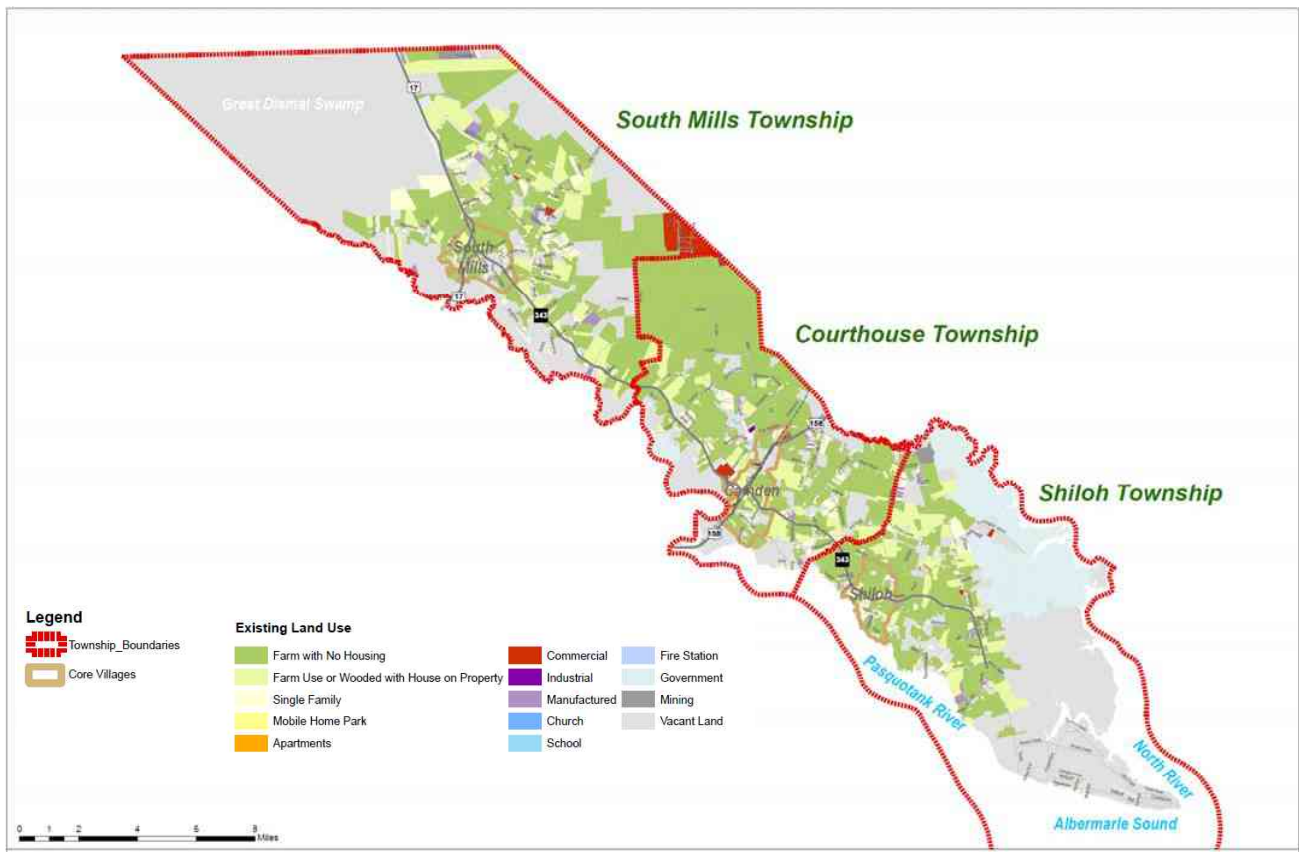 Great Dismal Swamp
17
South Mills Township
South
Mills
17
343
Courthouse Township
158
Camden
158
Shiloh Township
343
Shiloh
Pasquotank River
North River
Albermarle Sound
Legend
Township_Boundaries
Core Villages
Existing Land Use
Farm with No Housing
Farm Use or Wooded with House on Property
Single Family
Mobile Home Park
Apartments
Commercial
Industrial
Manufactured
Church
School
Fire Station
Government
Mining
Vacant Land
0 1 2 4 6 8
Miles